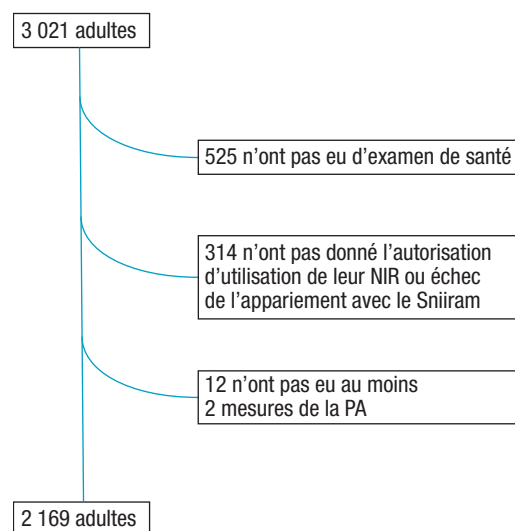 3 021 adultes
525 n'ont pas eu d'examen de santé
314 n'ont pas donné l'autorisation
d'utilisation de leur NIR ou échec
de l'appariement avec le Sniiram
12 n'ont pas eu au moins
2 mesures de la PA
2 169 adultes